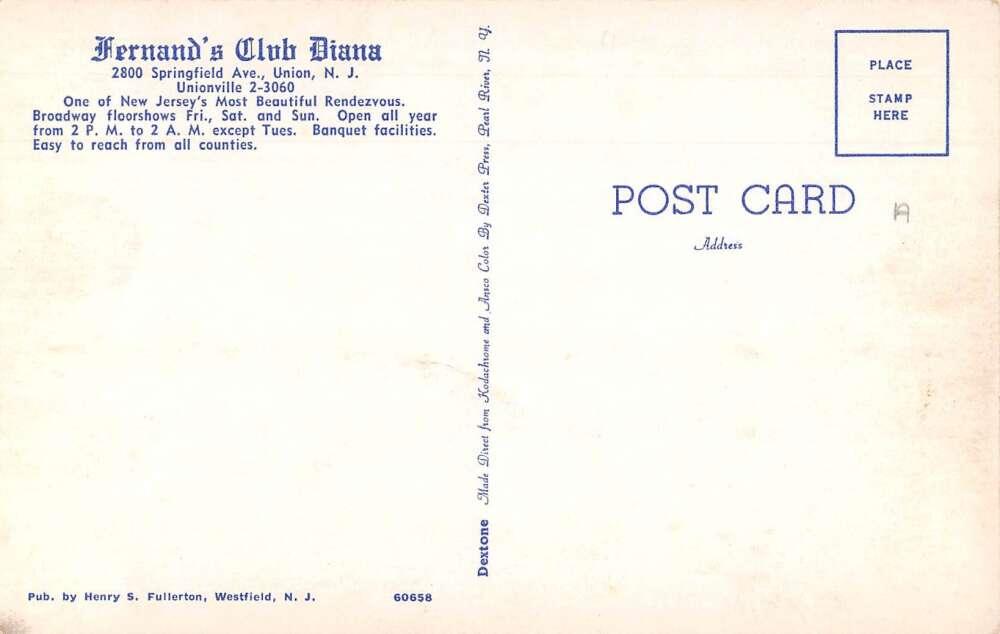 Fernand's Club Diana
2800 Springfield Ave., Union, N. J.
Unionville 2-3060
One of New Jersey's Most Beautiful Rendezvous.
Broadway floorshows Fri., Sat. and Sun. Open all year
from 2 P. M. to 2 A. M. except Tues. Banquet facilities.
Easy to reach from all counties.
Pub. by Henry S. Fullerton, Westfield, N. J. 60658
Dextone Made Direct from Kodachrome and Ansco Color By Dexter Press, Pearl River, N. Y.
PLACE
STAMP
HERE
POST CARD
Address
A